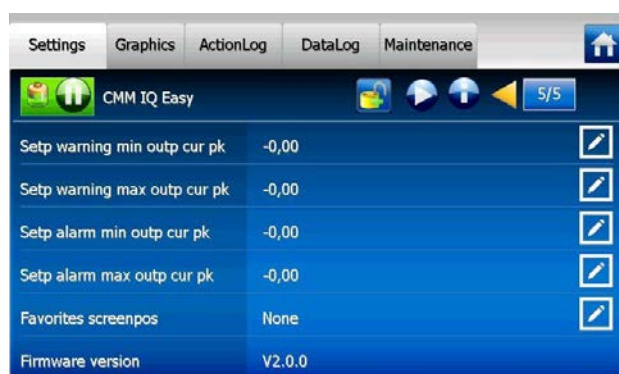 Settings Graphics ActionLog DataLog Maintenance
CMM IQ Easy 5/5
Setp warning min outp cur pk -0,00
Setp warning max outp cur pk -0,00
Setp alarm min outp cur pk -0,00
Setp alarm max outp cur pk -0,00
Favorites screenpos None
Firmware version V2.0.0